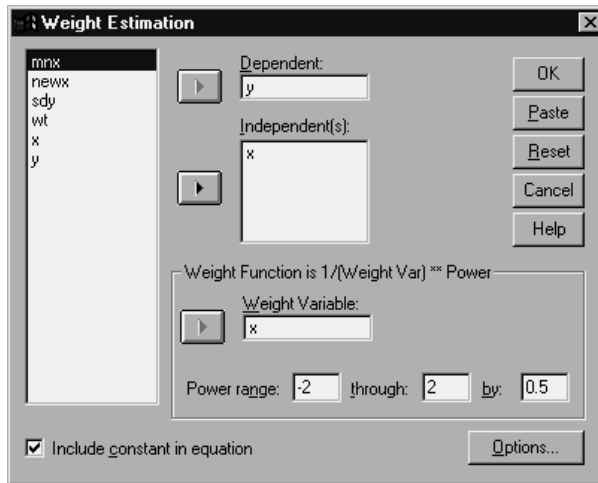 Weight Estimation
mnx
newx
sdy
wt
x
y
Dependent:
y
Independent(s):
x
OK
Paste
Reset
Cancel
Help
Weight Function is 1/(Weight Var) ** Power
Weight Variable:
x
Power range: -2 through: 2 by: 0.5
Include constant in equation
Options...